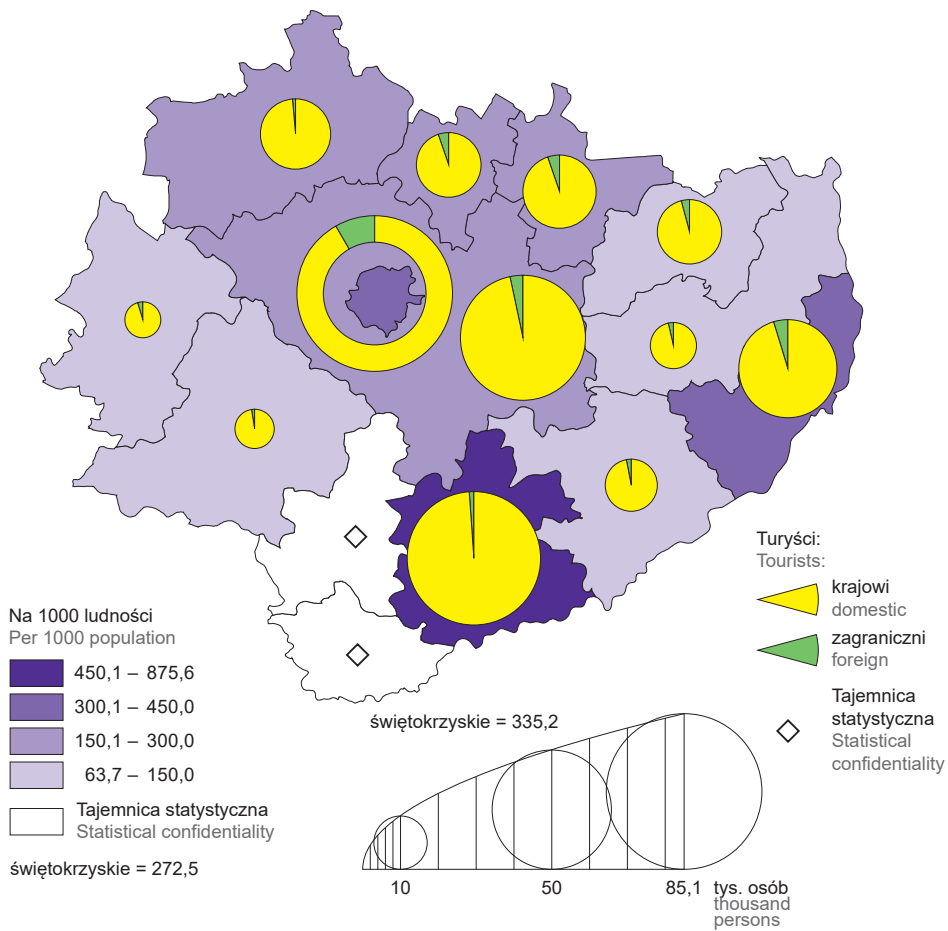 Turyści:
Tourists:
krajowi
domestic
zagraniczni
foreign
Tajemnica
statystyczna
Statistical
confidentiality
Na 1000 ludności
Per 1000 population
450,1 – 875,6
300,1 – 450,0
150,1 – 300,0
63,7 – 150,0
Tajemnica statystyczna
Statistical confidentiality
świętokrzyskie = 272,5
świętokrzyskie = 335,2
10 50 85,1 tys. osób
thousand
persons